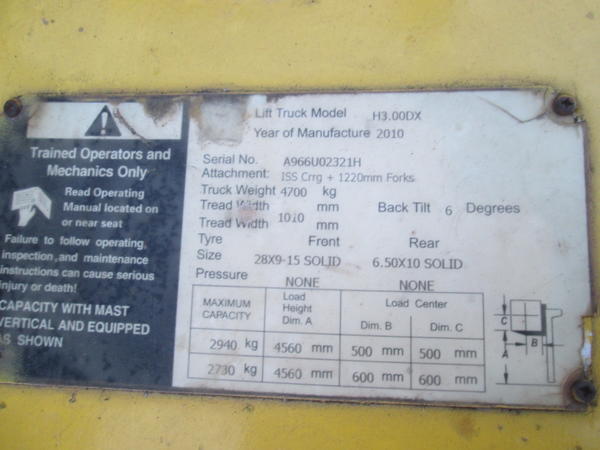 Trained Operators and
Mechanics Only
Read Operating
Manual located on
or near seat
Failure to follow operating,
inspection,and maintenance
instructions can cause serious
injury or death!
CAPACITY WITH MAST
VERTICAL AND EQUIPPED
AS SHOWN
Lift Truck Model H3.00DX
Year of Manufacture 2010
Serial No. A966U02321H
Attachment: ISS Crrg + 1220mm Forks
Truck Weight 4700 kg
Tread Width mm Back Tilt 6 Degrees
1010
Tread Width mm
Tyre Front Rear
Size 28X9-15 SOLID 6.50X10 SOLID
Pressure NONE NONE
MAXIMUM CAPACITY Load Height Dim. A Load Center
Dim. B Dim. C
2940 kg 4560 mm 500 mm 500 mm
2730 kg 4560 mm 600 mm 600 mm
C
A
B